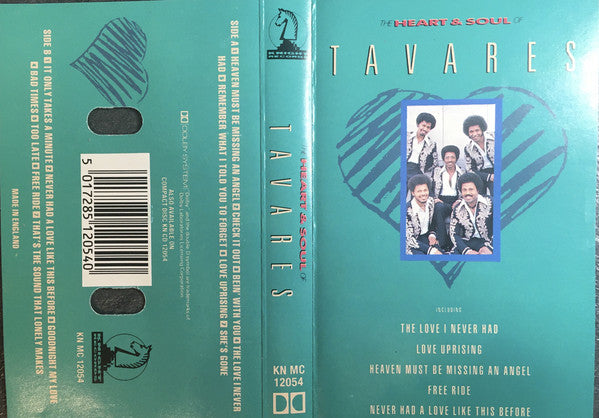 SIDE B ◘ IT ONLY TAKES A MINUTE ◘ NEVER HAD A LOVE LIKE THIS BEFORE ◘ GOODNIGHT MY LOVE
◘ BAD TIMES ◘ TOO LATE ◘ FREE RIDE ◘ THAT'S THE SOUND THAT LONELY MAKES
MADE IN ENGLAND
SIDE A ◘ HEAVEN MUST BE MISSING AN ANGEL ◘ CHECK IT OUT ◘ BEIN' WITH YOU ◘ THE LOVE I NEVER
HAD ◘ REMEMBER WHAT I TOLD YOU TO FORGET ◘ LOVE UPRISING ◘ SHE'S GONE
DOLBY SYSTEM
ALSO AVAILABLE ON
COMPACT DISC KN CD 12054
5 017285 120540
KN MC 12054
KNIGHT
RECORDS
THE HEART & SOUL OF
TAVARES
KN MC
12054
THE HEART & SOUL OF
TAVARES
INCLUDING
THE LOVE I NEVER HAD
LOVE UPRISING
HEAVEN MUST BE MISSING AN ANGEL
FREE RIDE
NEVER HAD A LOVE LIKE THIS BEFORE